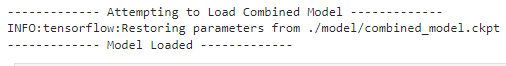 ------------- Attempting to Load Combined Model -------------
INFO:tensorflow:Restoring parameters from ./model/combined_model.ckpt
------------- Model Loaded -------------